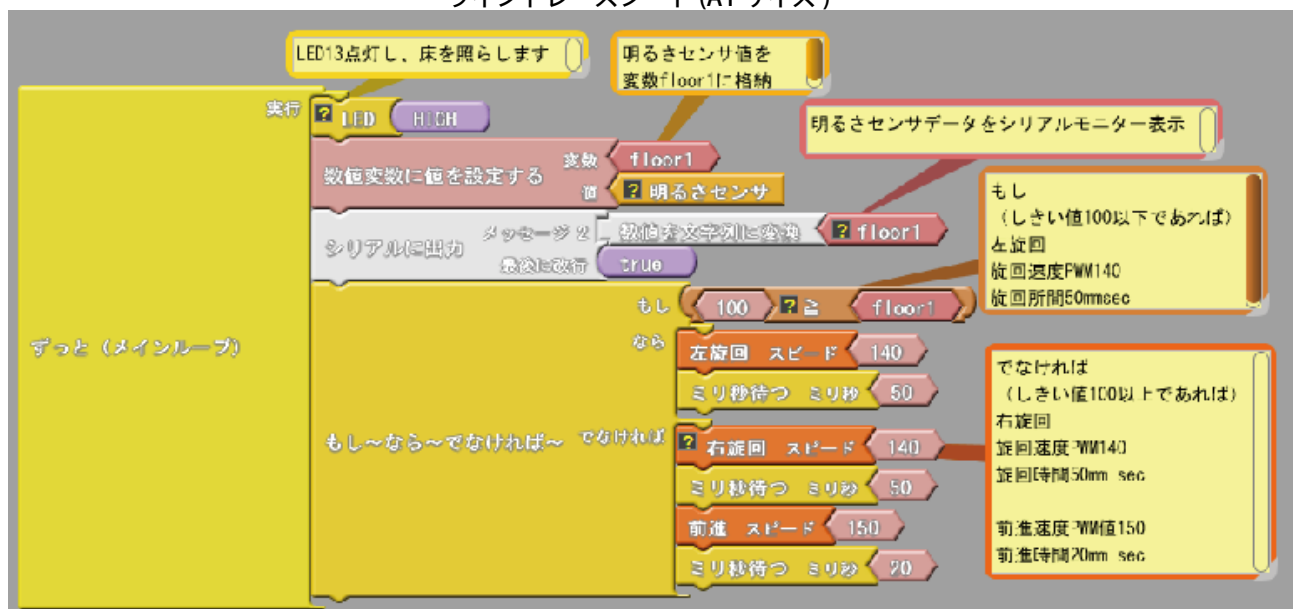 ライントレースシート(A1 サイズ)
LED13点灯し、床を照らします
明るさセンサ値を
変数floor1に格納
明るさセンサデータをシリアルモニター表示
実行
LED HIGH
数値変数に値を設定する
変数 floor1
値 明るさセンサ
シリアルに出力
メッセージ 数値を文字列に変換 floor1
最後に改行 true
もし
(しきい値100以下であれば)
左旋回
旋回速度PWM140
旋回所間50mmsec
ずっと(メインループ)
もし~なら~でなければ~
もし 100 ≧ floor1
なら 左旋回 スピード 140
ミリ秒待つ ミリ秒 50
でなければ 右旋回 スピード 140
ミリ秒待つ ミリ秒 50
前進 スピード 150
ミリ秒待つ ミリ秒 20
でなければ
(しきい値100以上であれば)
右旋回
旋回速度PWM140
旋回時間50mm sec
前進速度PWM値150
前進時間20mm sec